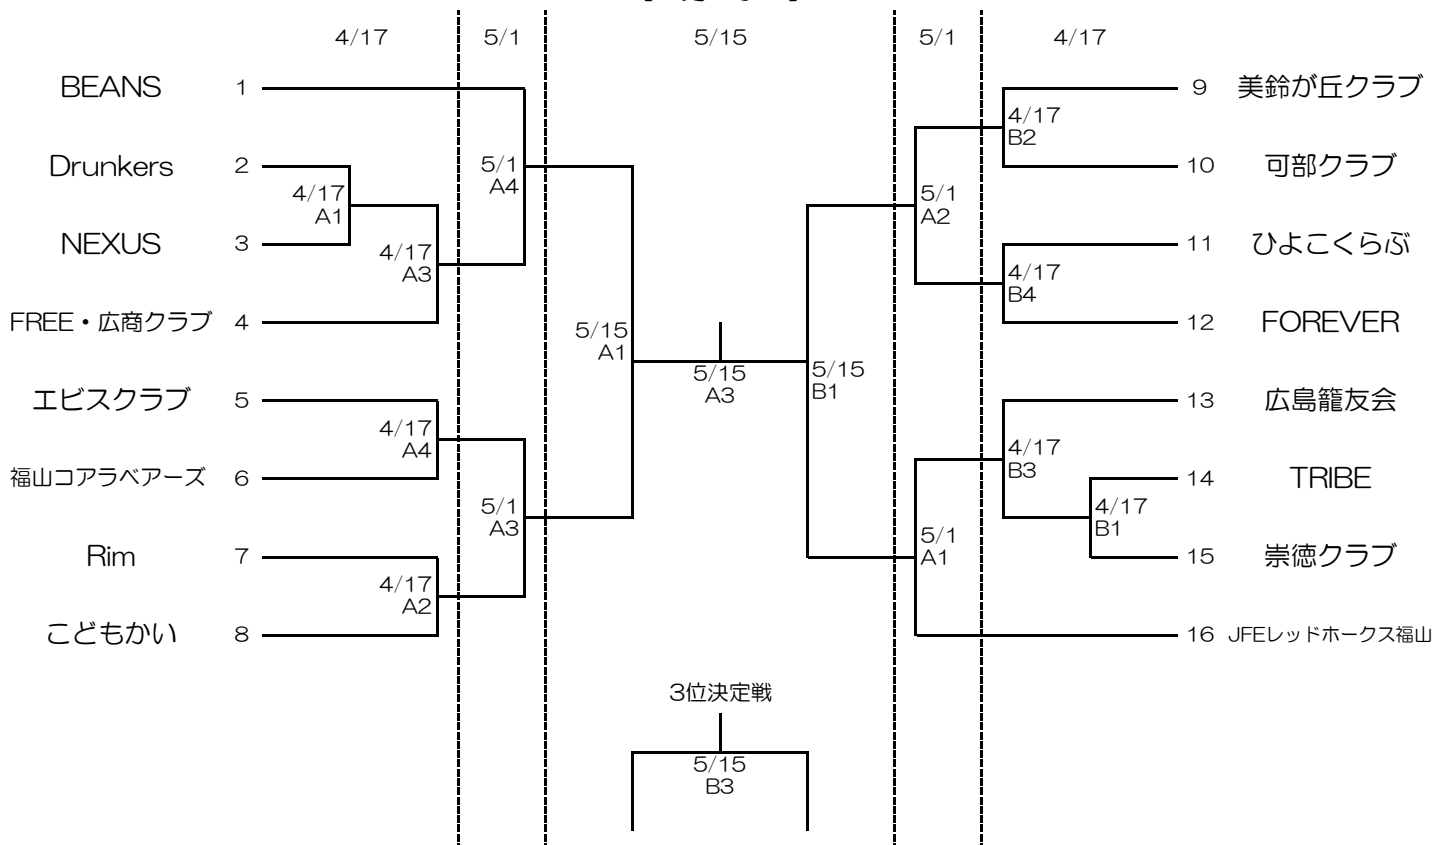 4/17 5/1 5/15 5/1 4/17
BEANS 1
9 美鈴が丘クラブ
4/17
B2
Drunkers 2
5/1
A4
10 可部クラブ
4/17
A1
5/1
A2
NEXUS 3
11 ひよこくらぶ
4/17
A3
4/17
B4
FREE・広商クラブ 4
12 FOREVER
5/15
A1
5/15
A3
5/15
B1
エビスクラブ 5
13 広島籠友会
4/17
A4
4/17
B3
福山コアラベアーズ 6
14 TRIBE
5/1
A3
4/17
B1
Rim 7
5/1
A1
15 崇徳クラブ
4/17
A2
こどもかい 8
16 JFEレッドホークス福山
3位決定戦
5/15
B3